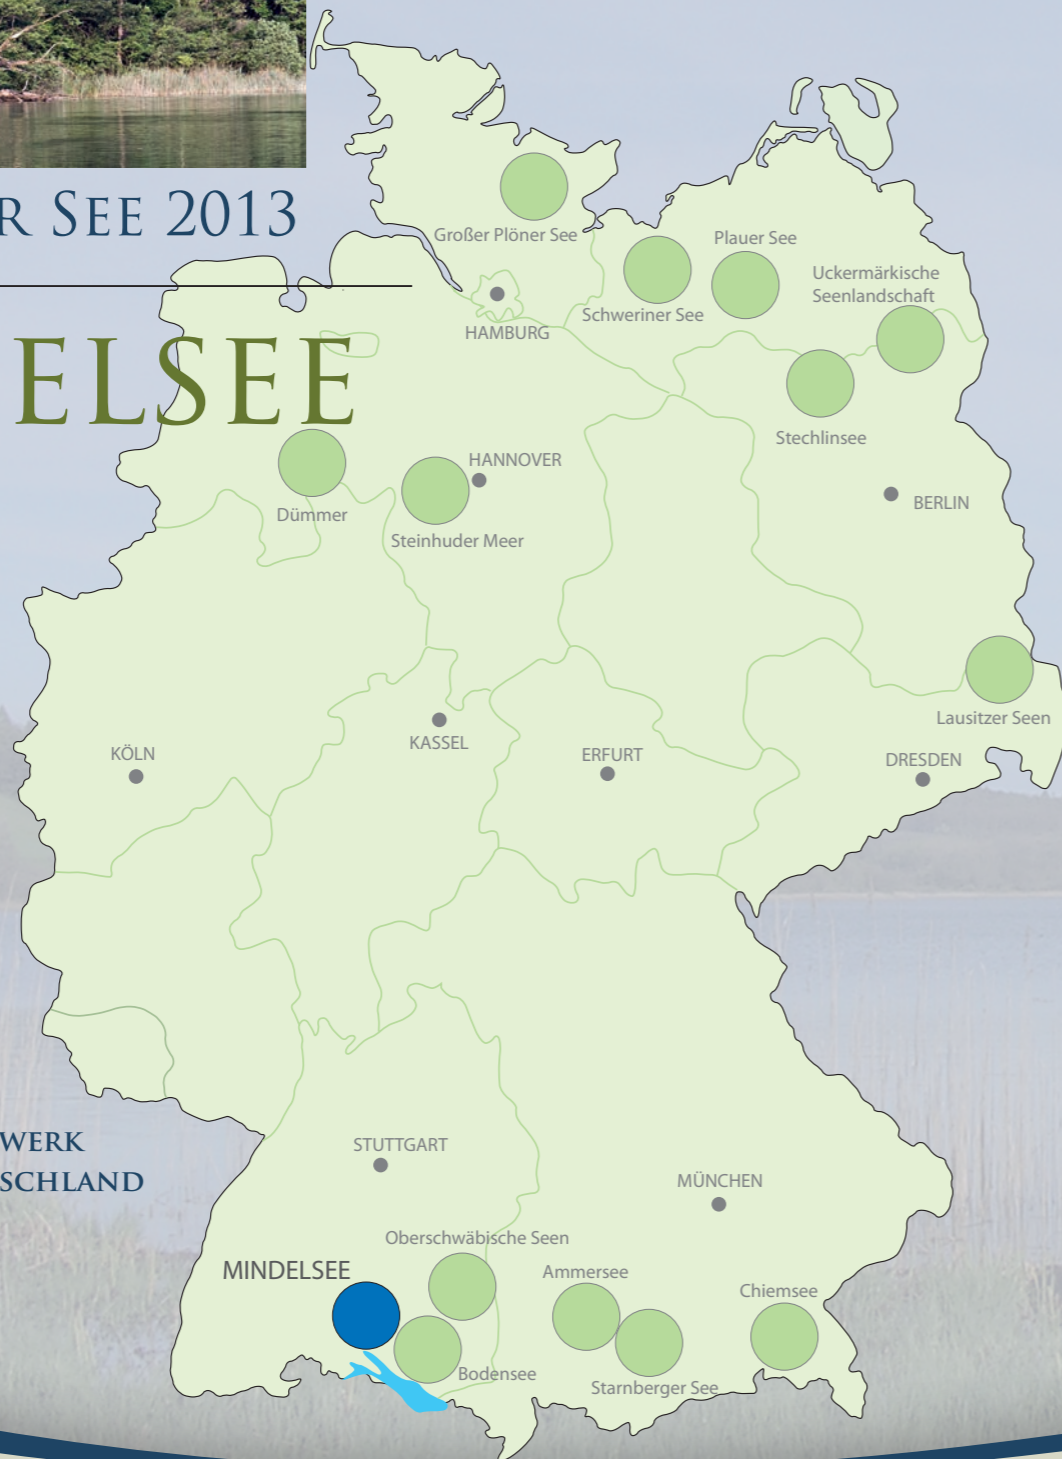 R SEE 2013
ELSEE
Großer Plöner See
Plauer See
Uckermärkische
Seenlandschaft
Schweriner See
HAMBURG
Stechlinsee
HANNOVER
BERLIN
Dümmer
Steinhuder Meer
Lausitzer Seen
KASSEL
KÖLN
ERFURT
DRESDEN
WERK
SCHLAND
STUTTGART
MÜNCHEN
Oberschwäbische Seen
MINDELSEE
Ammersee
Chiemsee
Bodensee
Starnberger See